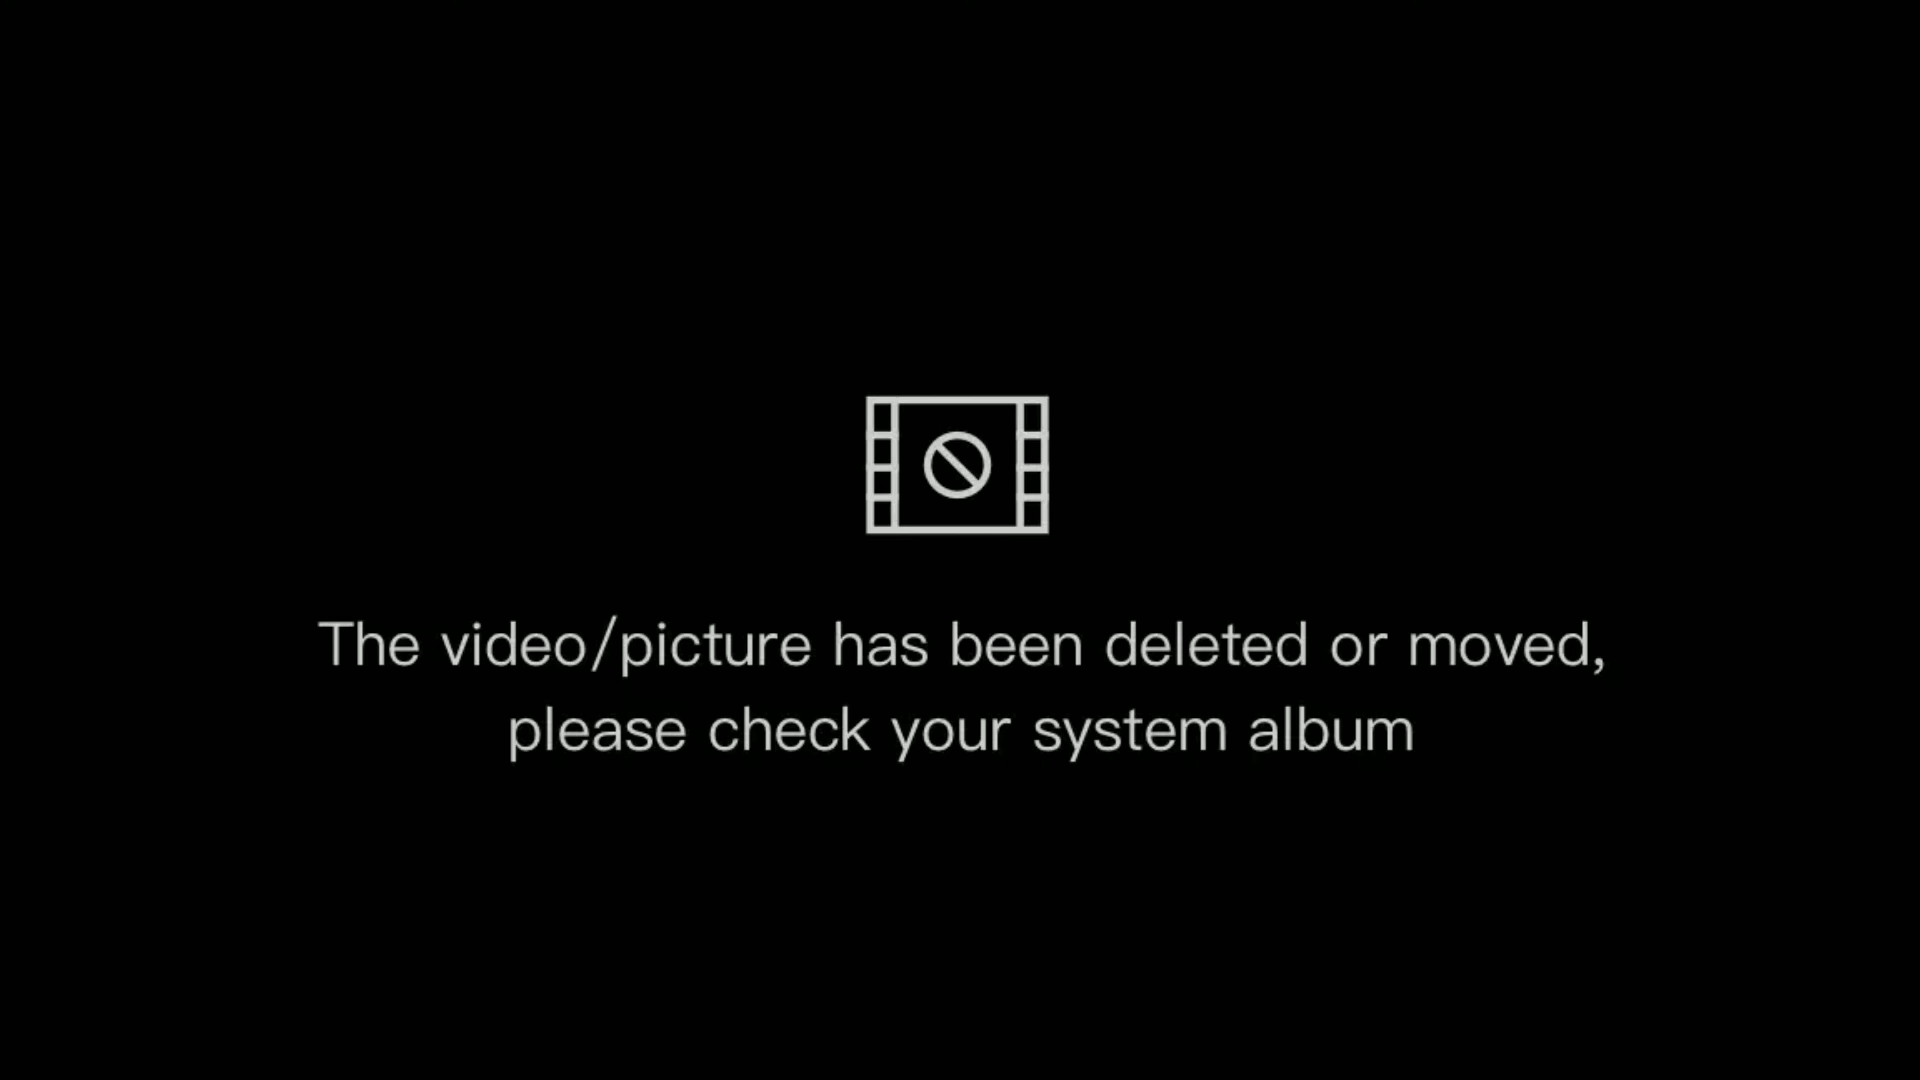 The video/picture has been deleted or moved,
please check your system album